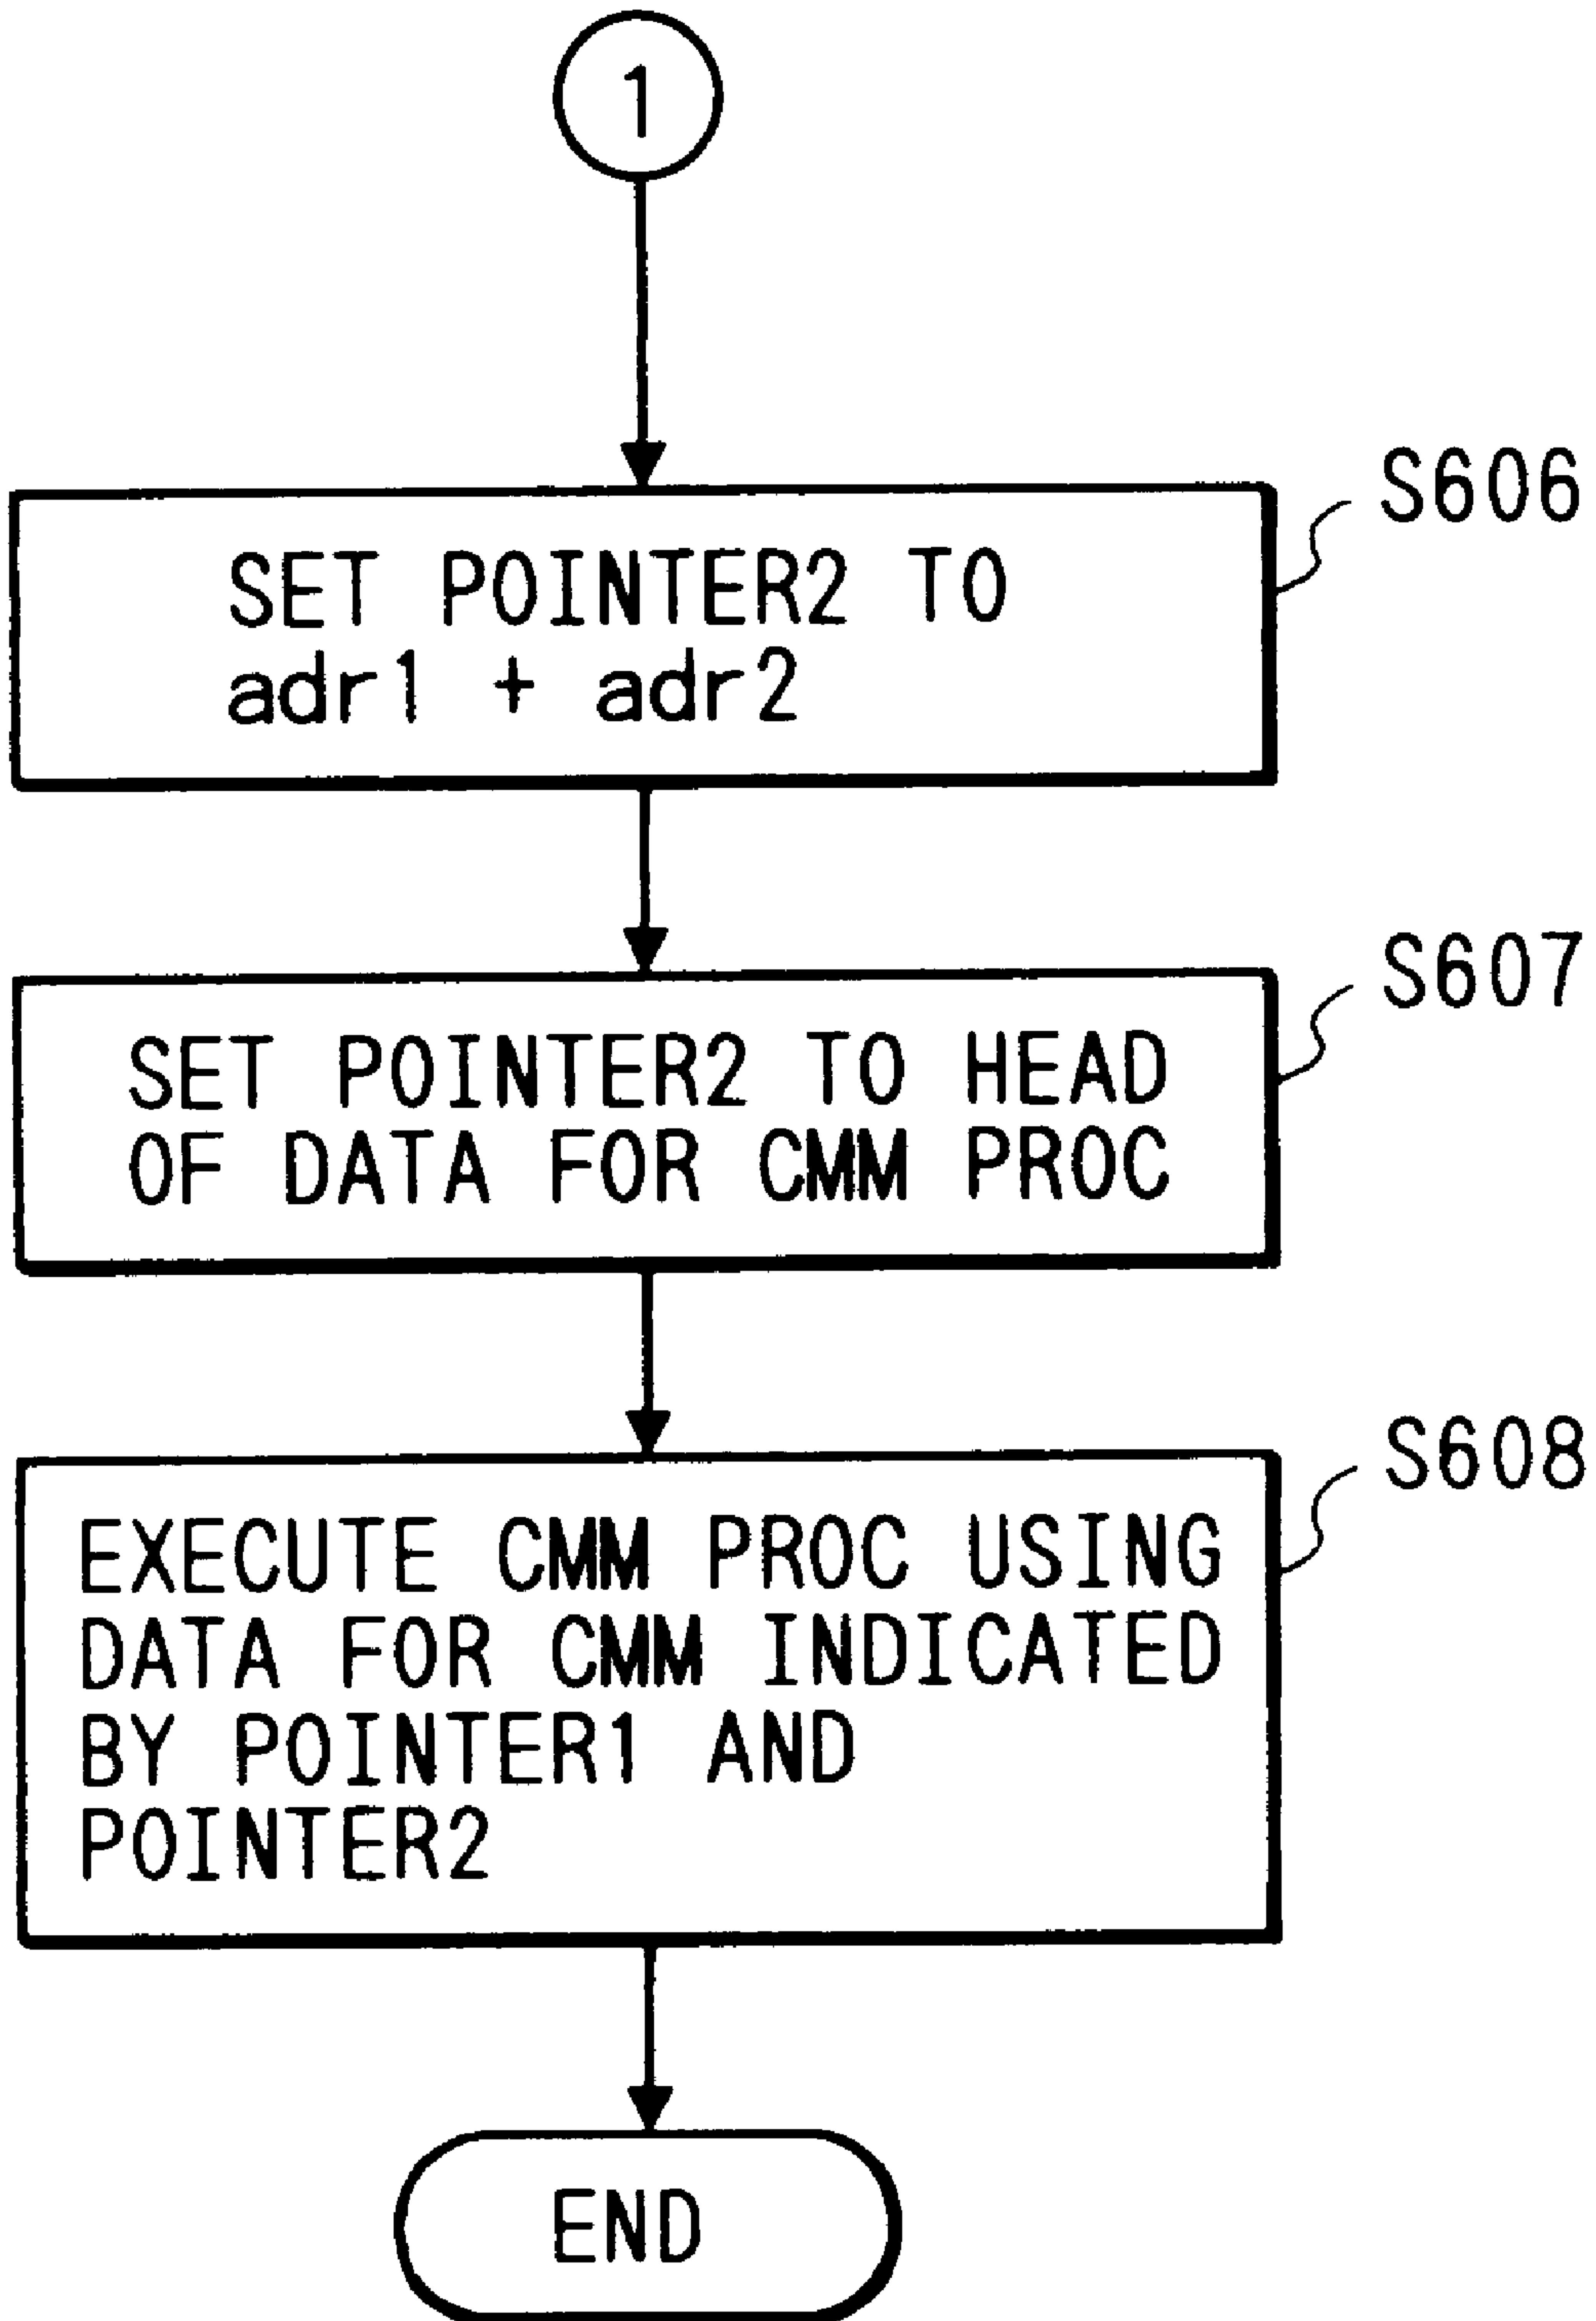 1
S606
SET POINTER2 TO
adr1 + adr2
S607
SET POINTER2 TO HEAD
OF DATA FOR CMM PROC
S608
EXECUTE CMM PROC USING
DATA FOR CMM INDICATED
BY POINTER1 AND
POINTER2
END